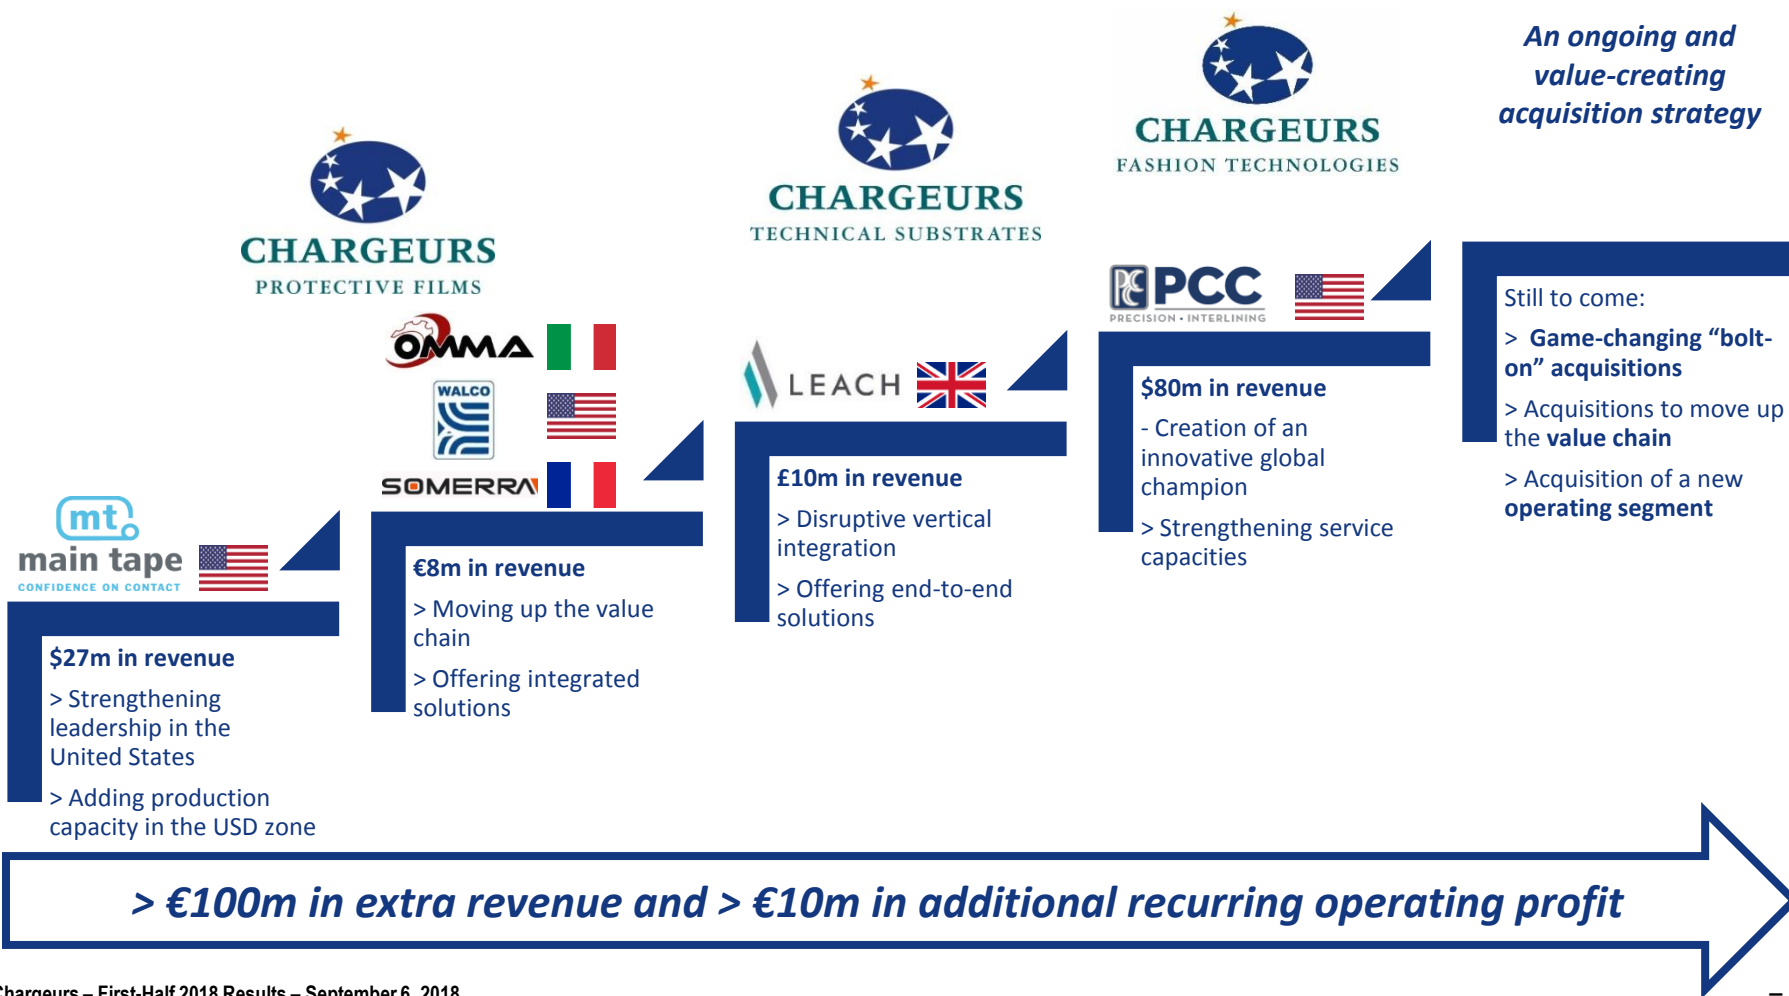 An ongoing and
value-creating
acquisition strategy
CHARGEURS
FASHION TECHNOLOGIES
CHARGEURS
TECHNICAL SUBSTRATES
CHARGEURS
PROTECTIVE FILMS
mt
main tape
CONFIDENCE ON CONTACT
$27m in revenue
> Strengthening
leadership in the
United States
> Adding production
capacity in the USD zone
OMMA
WALCO
SOMERRA
€8m in revenue
> Moving up the value
chain
> Offering integrated
solutions
LEACH
£10m in revenue
> Disruptive vertical
integration
> Offering end-to-end
solutions
PCC
PRECISION • INTERLINING
$80m in revenue
- Creation of an
innovative global
champion
> Strengthening service
capacities
Still to come:
> Game-changing “bolt-
on” acquisitions
> Acquisitions to move up
the value chain
> Acquisition of a new
operating segment
> €100m in extra revenue and > €10m in additional recurring operating profit
Chargeurs – First-Half 2018 Results – September 6, 2018